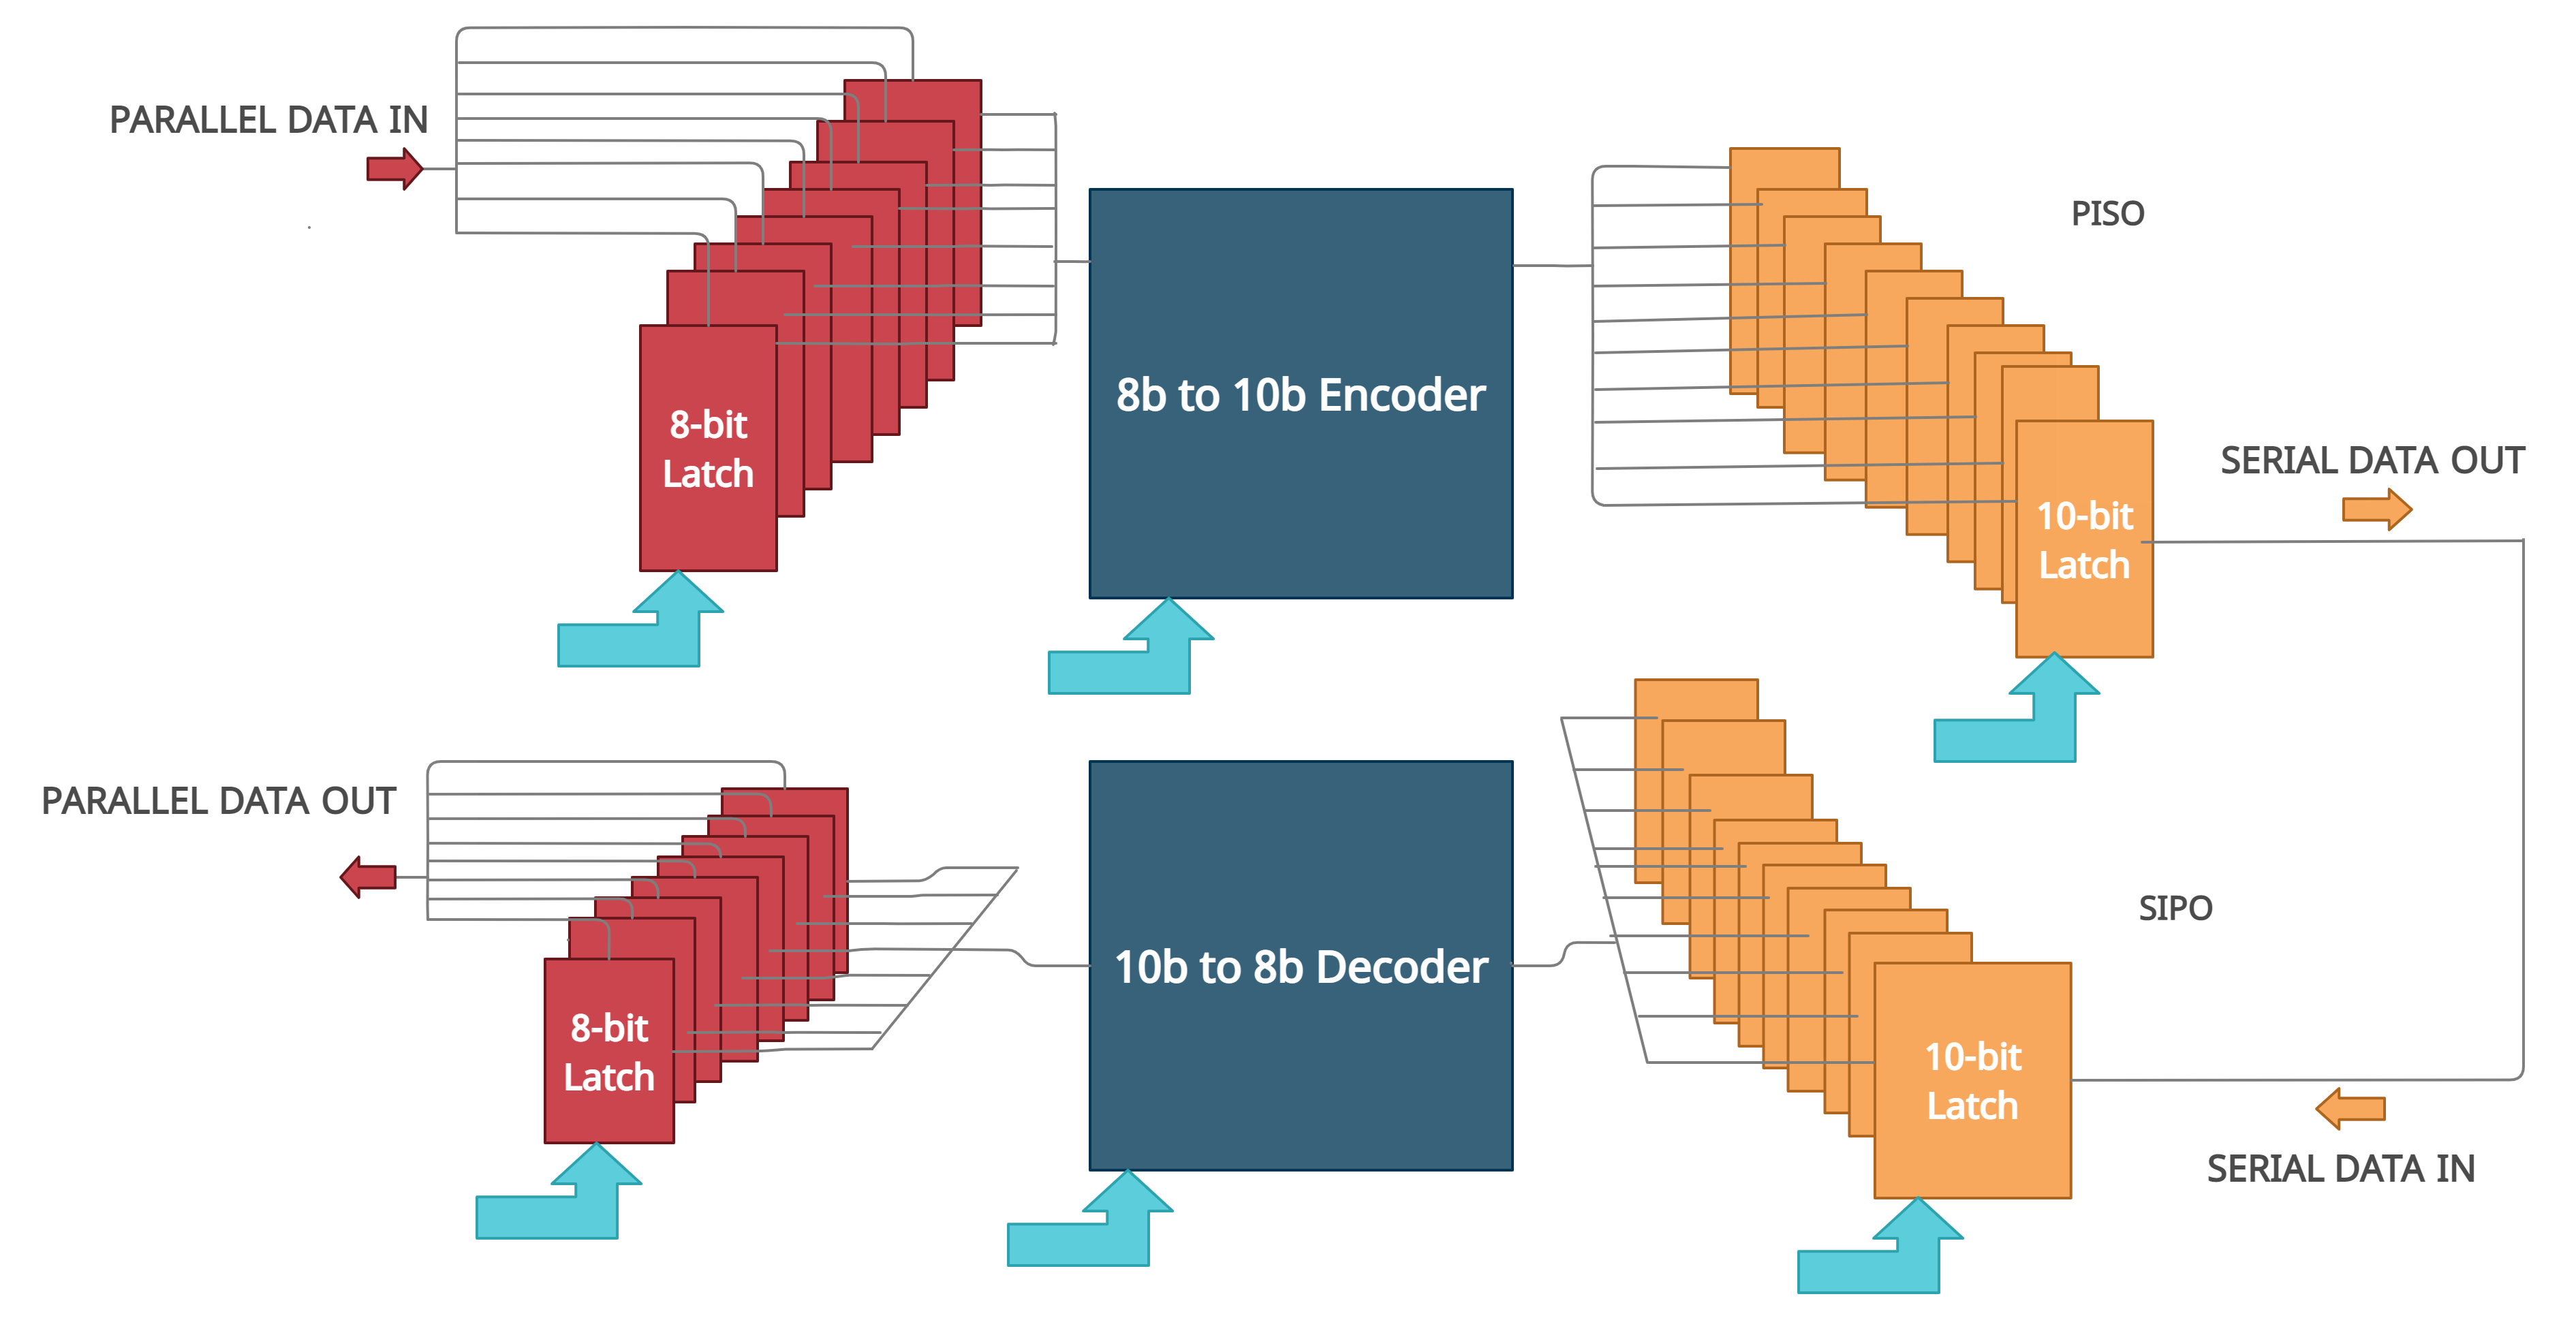 PARALLEL DATA IN
8-bit
Latch
8b to 10b Encoder
PISO
SERIAL DATA OUT
10-bit
Latch
PARALLEL DATA OUT
8-bit
Latch
10b to 8b Decoder
SIPO
10-bit
Latch
SERIAL DATA IN